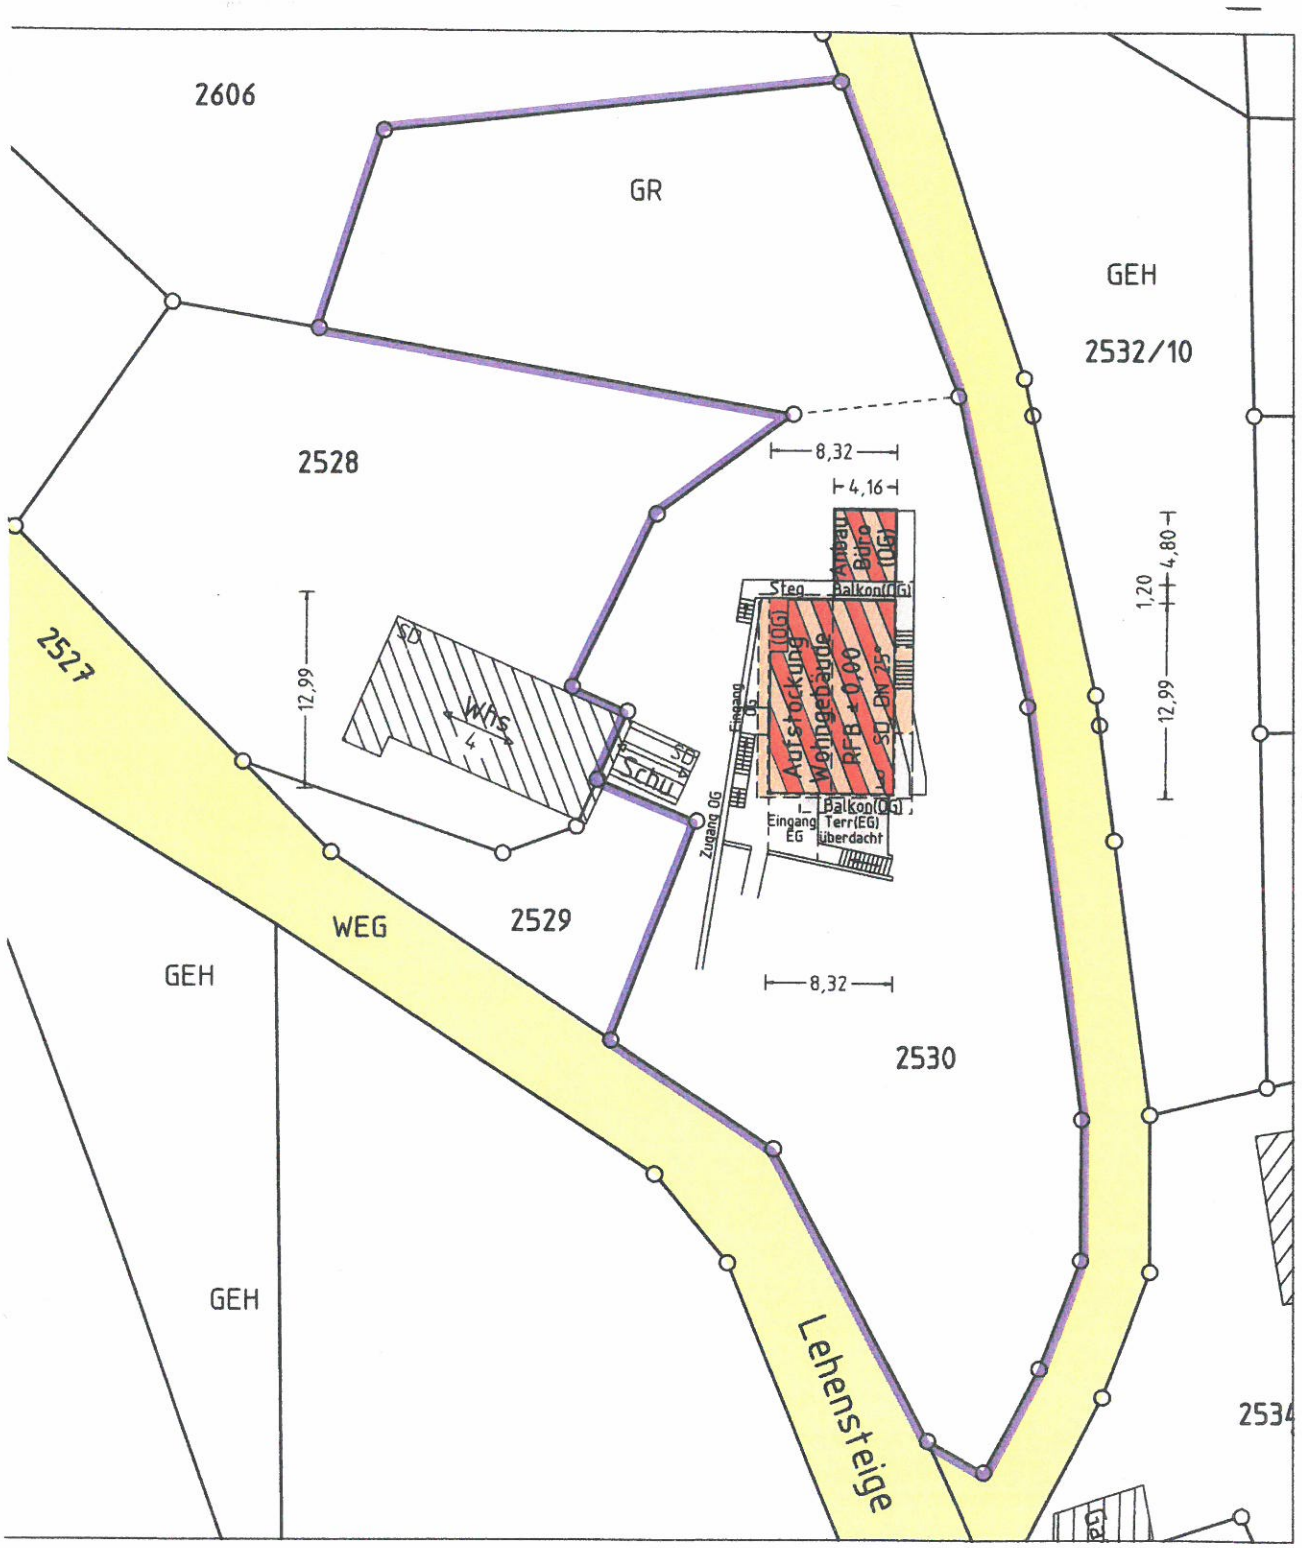 2606
GR
GEH
2532/10
2528
8,32
4,16
Anbau
Büro
(OG)
4,80
1,20
Steg
Balkon(OG)
2527
12,99
SD
Whs
4
SD
Schu
Eingang
OG
Aufstockung (OG)
Wohngebäude
RFB ± 0,00
SD DN 25°
12,99
Zugang OG
Balkon(OG)
Eingang
EG
Terr(EG)
überdacht
2529
WEG
GEH
8,32
2530
GEH
Lehensteige
2534
Ga